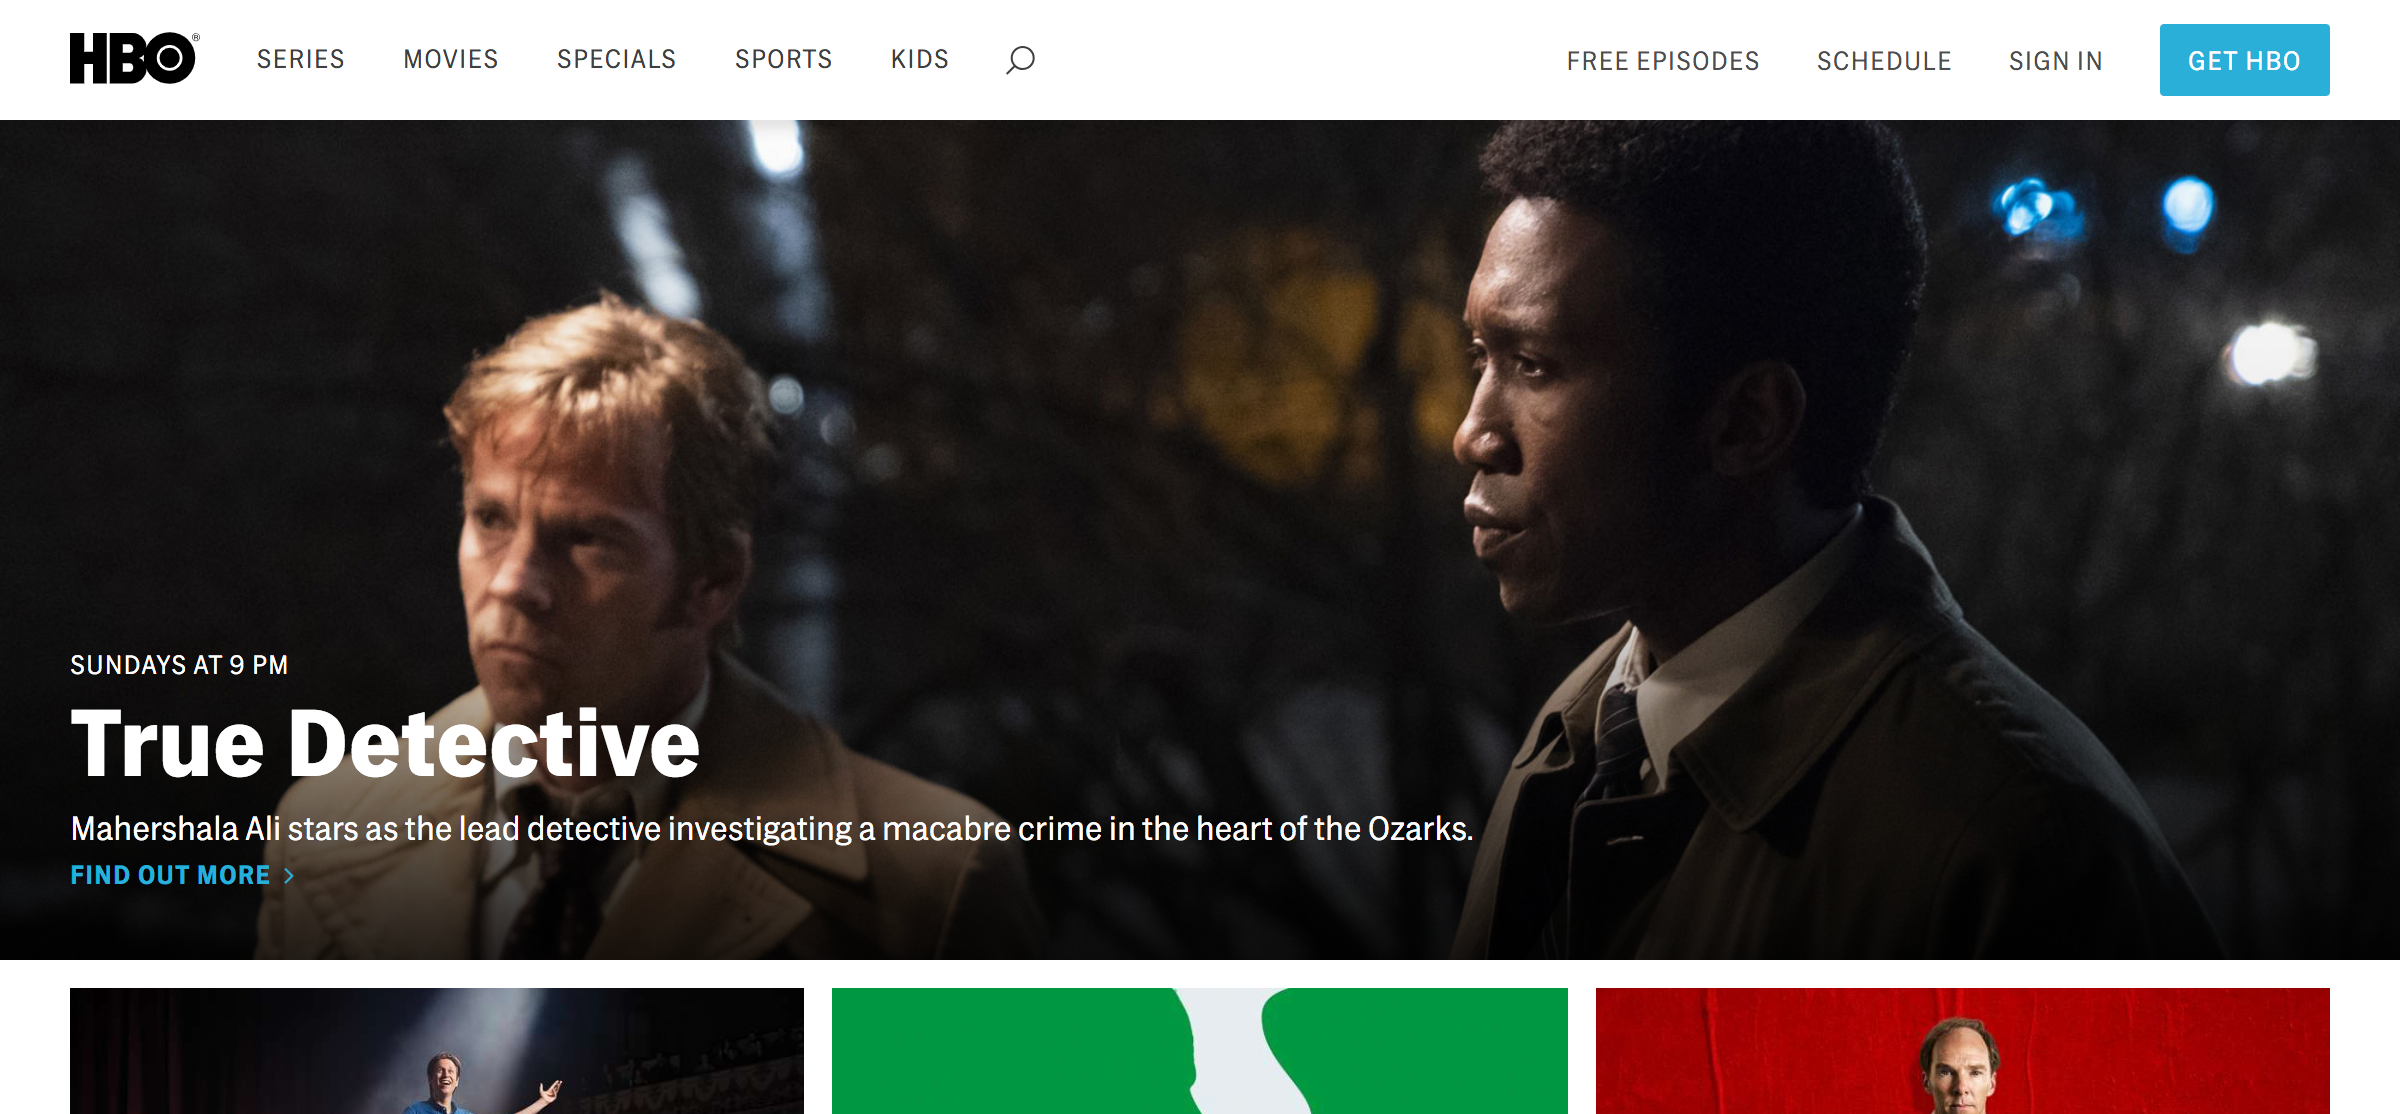 HBO®
SERIES MOVIES SPECIALS SPORTS KIDS
FREE EPISODES SCHEDULE SIGN IN GET HBO
SUNDAYS AT 9 PM
True Detective
Mahershala Ali stars as the lead detective investigating a macabre crime in the heart of the Ozarks.
FIND OUT MORE >